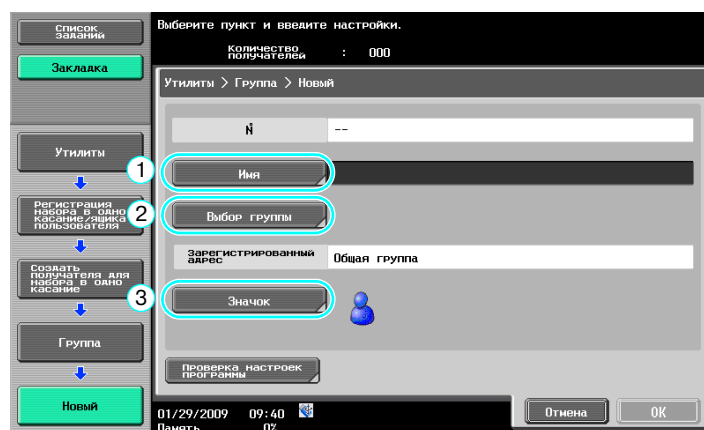 Список
заданий
Закладка
Утилиты
Регистрация
набора в одно
касание/ящика
пользователя
Создать
получателя для
набора в одно
касание
Группа
Новый
Выберите пункт и введите настройки.
Количество
получателей : 000
Утилиты > Группа > Новый
№ --
1 Имя
2 Выбор группы
Зарегистрированный
адрес Общая группа
3 Значок
Проверка настроек
программы
01/29/2009 09:40
Память 0%
Отмена OK